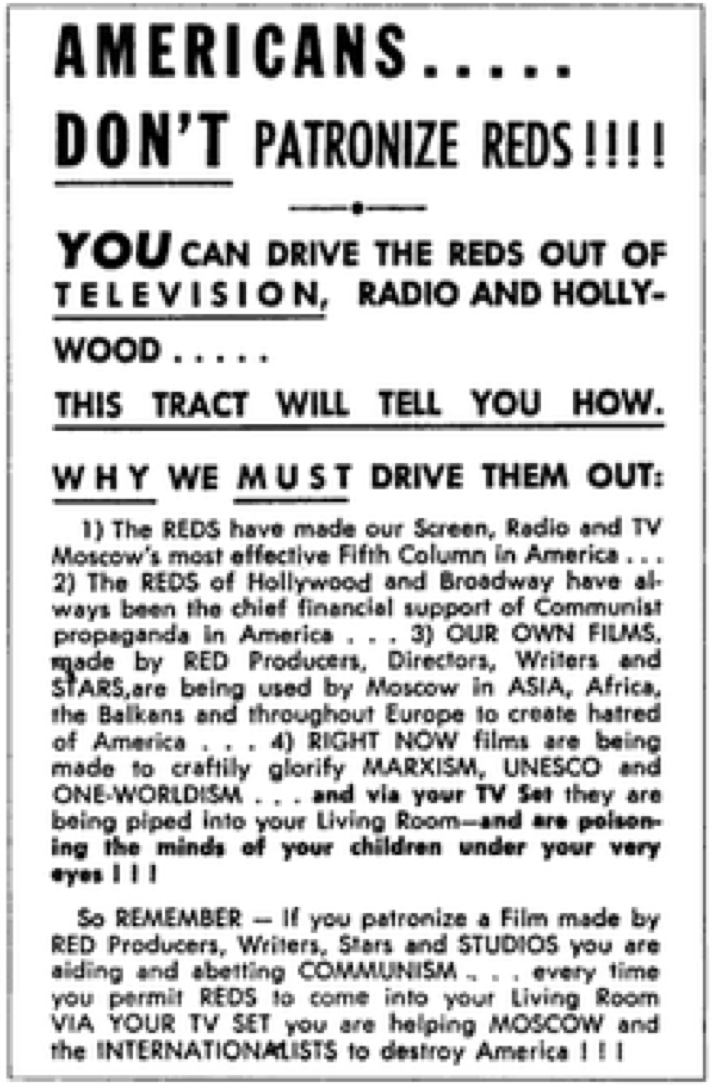 AMERICANS.....
DON'T PATRONIZE REDS!!!!
YOU CAN DRIVE THE REDS OUT OF
TELEVISION, RADIO AND HOLLY-
WOOD.....
THIS TRACT WILL TELL YOU HOW.
WHY WE MUST DRIVE THEM OUT:
1) The REDS have made our Screen, Radio and TV
Moscow's most effective Fifth Column in America . . .
2) The REDS of Hollywood and Broadway have al-
ways been the chief financial support of Communist
propaganda in America . . . 3) OUR OWN FILMS,
made by RED Producers, Directors, Writers and
STARS,are being used by Moscow in ASIA, Africa,
the Balkans and throughout Europe to create hatred
of America . . . 4) RIGHT NOW films are being
made to craftily glorify MARXISM, UNESCO and
ONE-WORLDISM . . . and via your TV Set they are
being piped into your Living Room—and are poison-
ing the minds of your children under your very
eyes ! ! !
So REMEMBER — If you patronize a Film made by
RED Producers, Writers, Stars and STUDIOS you are
aiding and abetting COMMUNISM . . . every time
you permit REDS to come into your Living Room
VIA YOUR TV SET you are helping MOSCOW and
the INTERNATIONALISTS to destroy America ! ! !